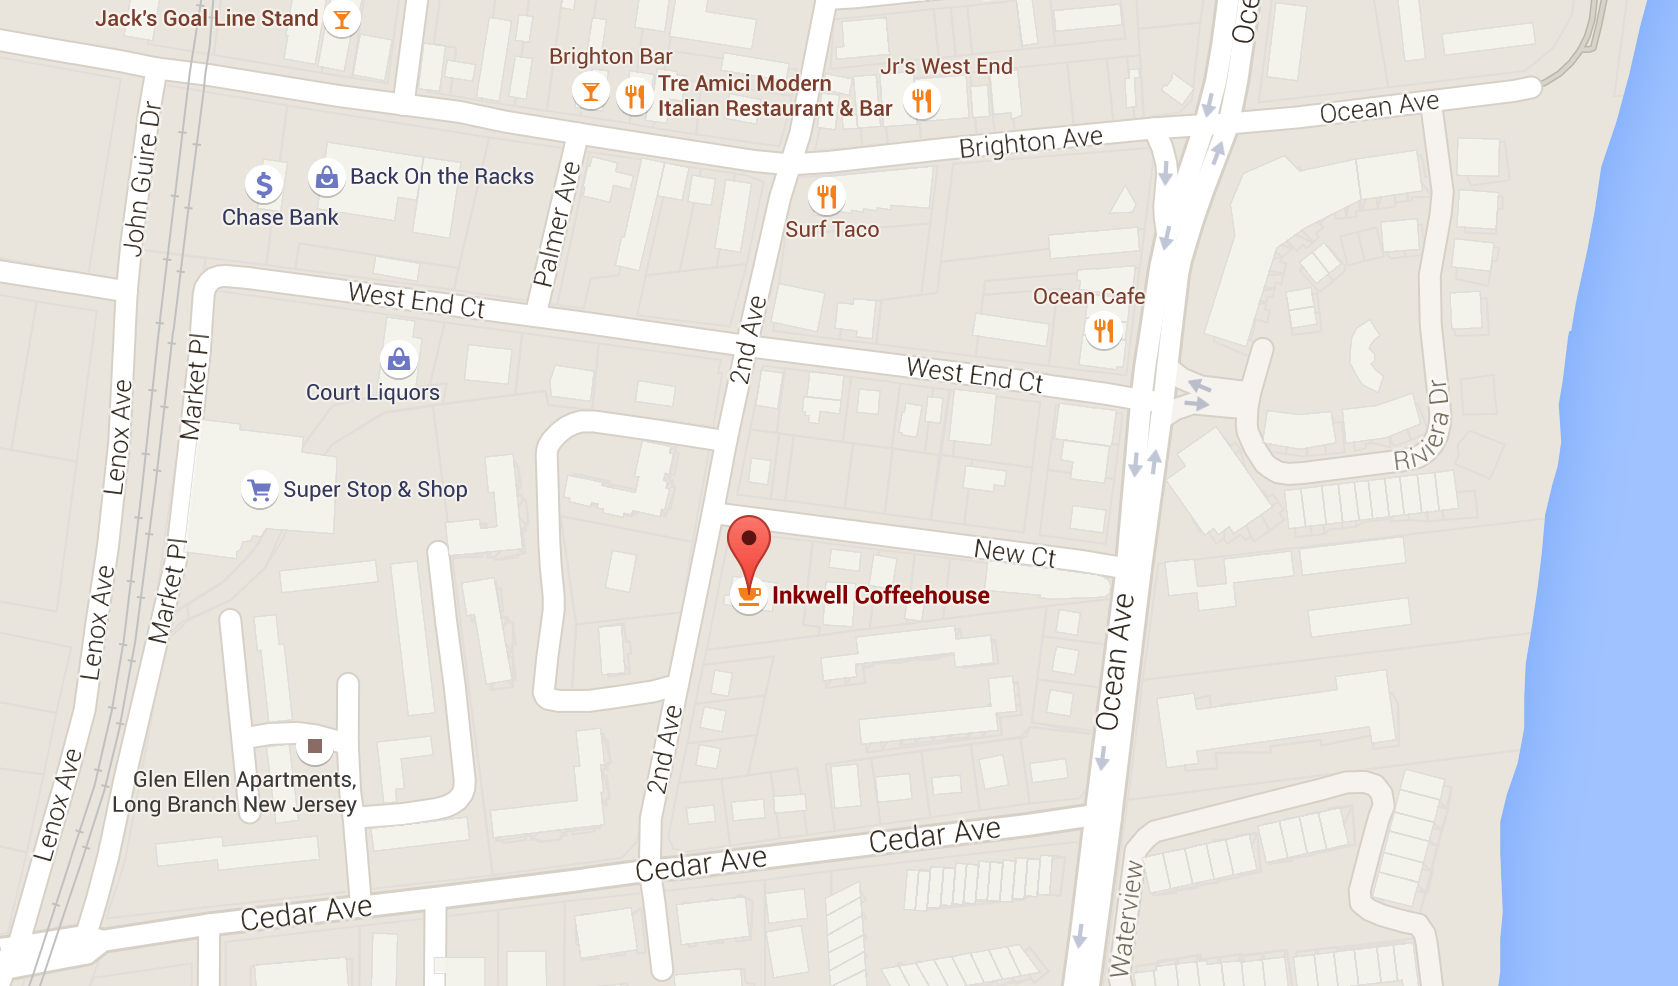 Jack's Goal Line Stand
Oce
Brighton Bar
Jr's West End
Tre Amici Modern
Italian Restaurant & Bar
Ocean Ave
Brighton Ave
John Guire Dr
Back On the Racks
Chase Bank
Palmer Ave
Surf Taco
West End Ct
Ocean Cafe
2nd Ave
Market Pl
Court Liquors
West End Ct
Lenox Ave
Riviera Dr
Super Stop & Shop
New Ct
Market Pl
Lenox Ave
Inkwell Coffeehouse
Ocean Ave
2nd Ave
Lenox Ave
Glen Ellen Apartments,
Long Branch New Jersey
Cedar Ave
Cedar Ave
Cedar Ave
Waterview